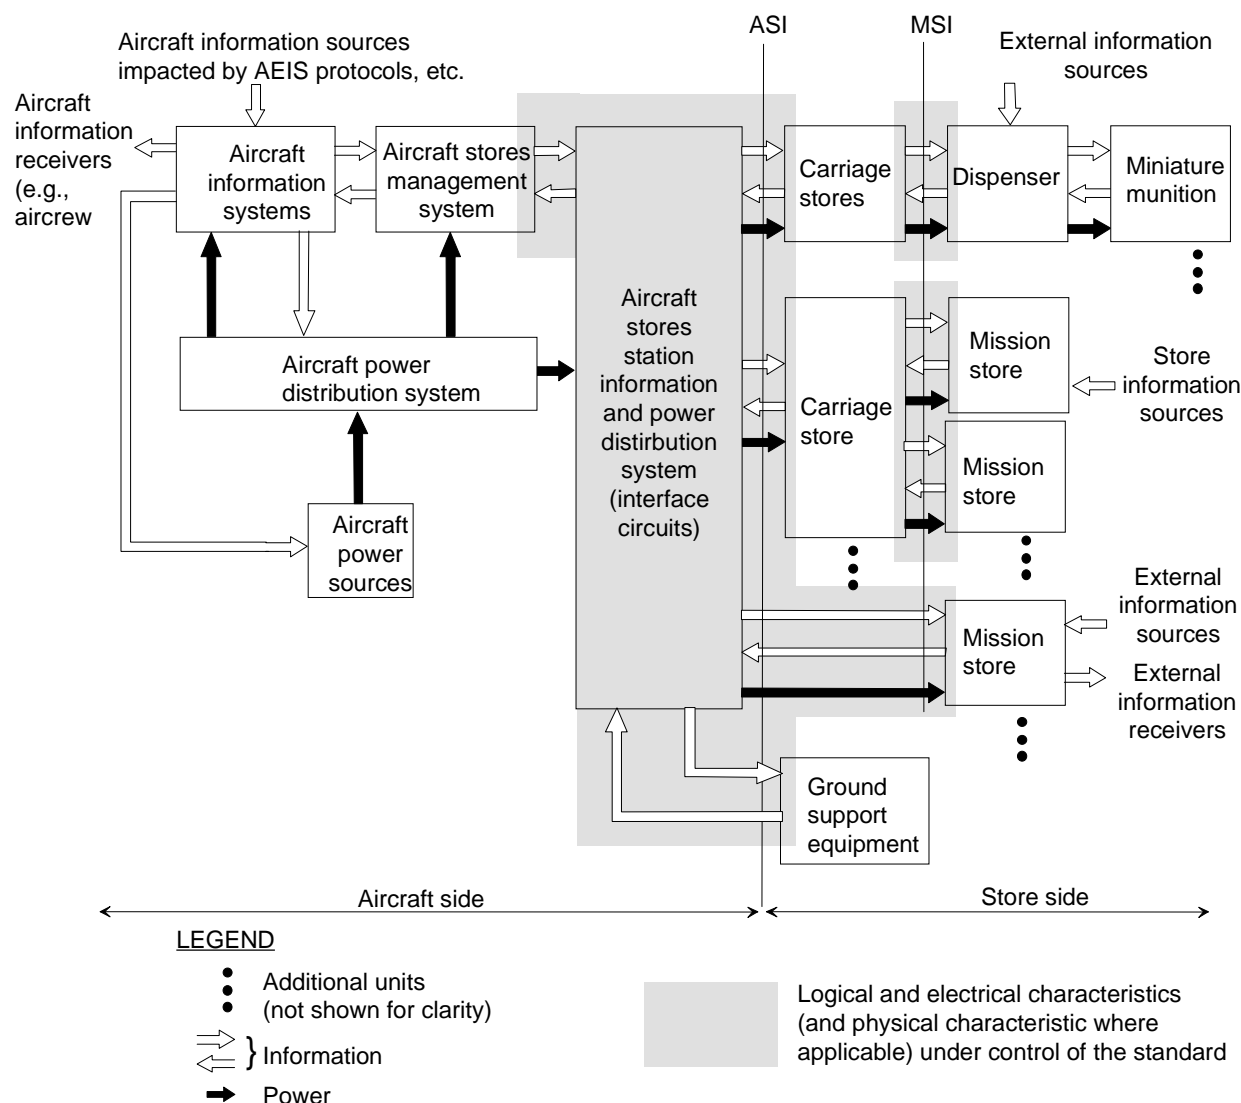 ASI
MSI
Aircraft information sources
impacted by AEIS protocols, etc.
External information
sources
Aircraft
information
receivers
(e.g.,
aircrew
Aircraft
information
systems
Aircraft stores
management
system
Carriage
stores
Dispenser
Miniature
munition
Aircraft
stores
station
information
and power
distirbution
system
(interface
circuits)
Aircraft power
distribution system
Carriage
store
Mission
store
Store
information
sources
Mission
store
Aircraft
power
sources
Mission
store
External
information
sources
External
information
receivers
Ground
support
equipment
Aircraft side
Store side
LEGEND
Additional units
(not shown for clarity)
} Information
Power
Logical and electrical characteristics
(and physical characteristic where
applicable) under control of the standard